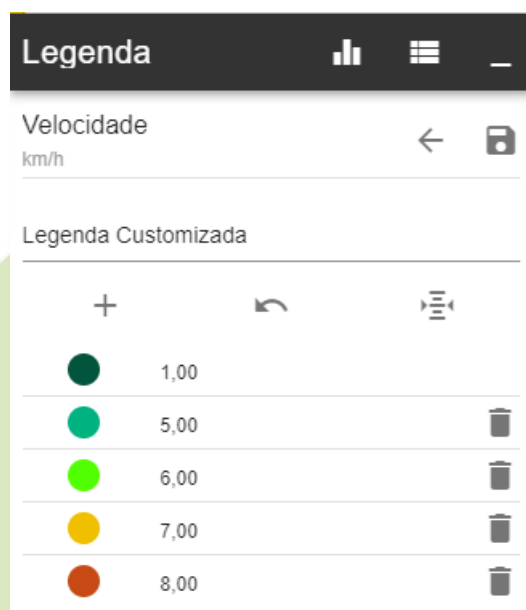 Legenda
Velocidade
km/h
Legenda Customizada
1,00
5,00
6,00
7,00
8,00